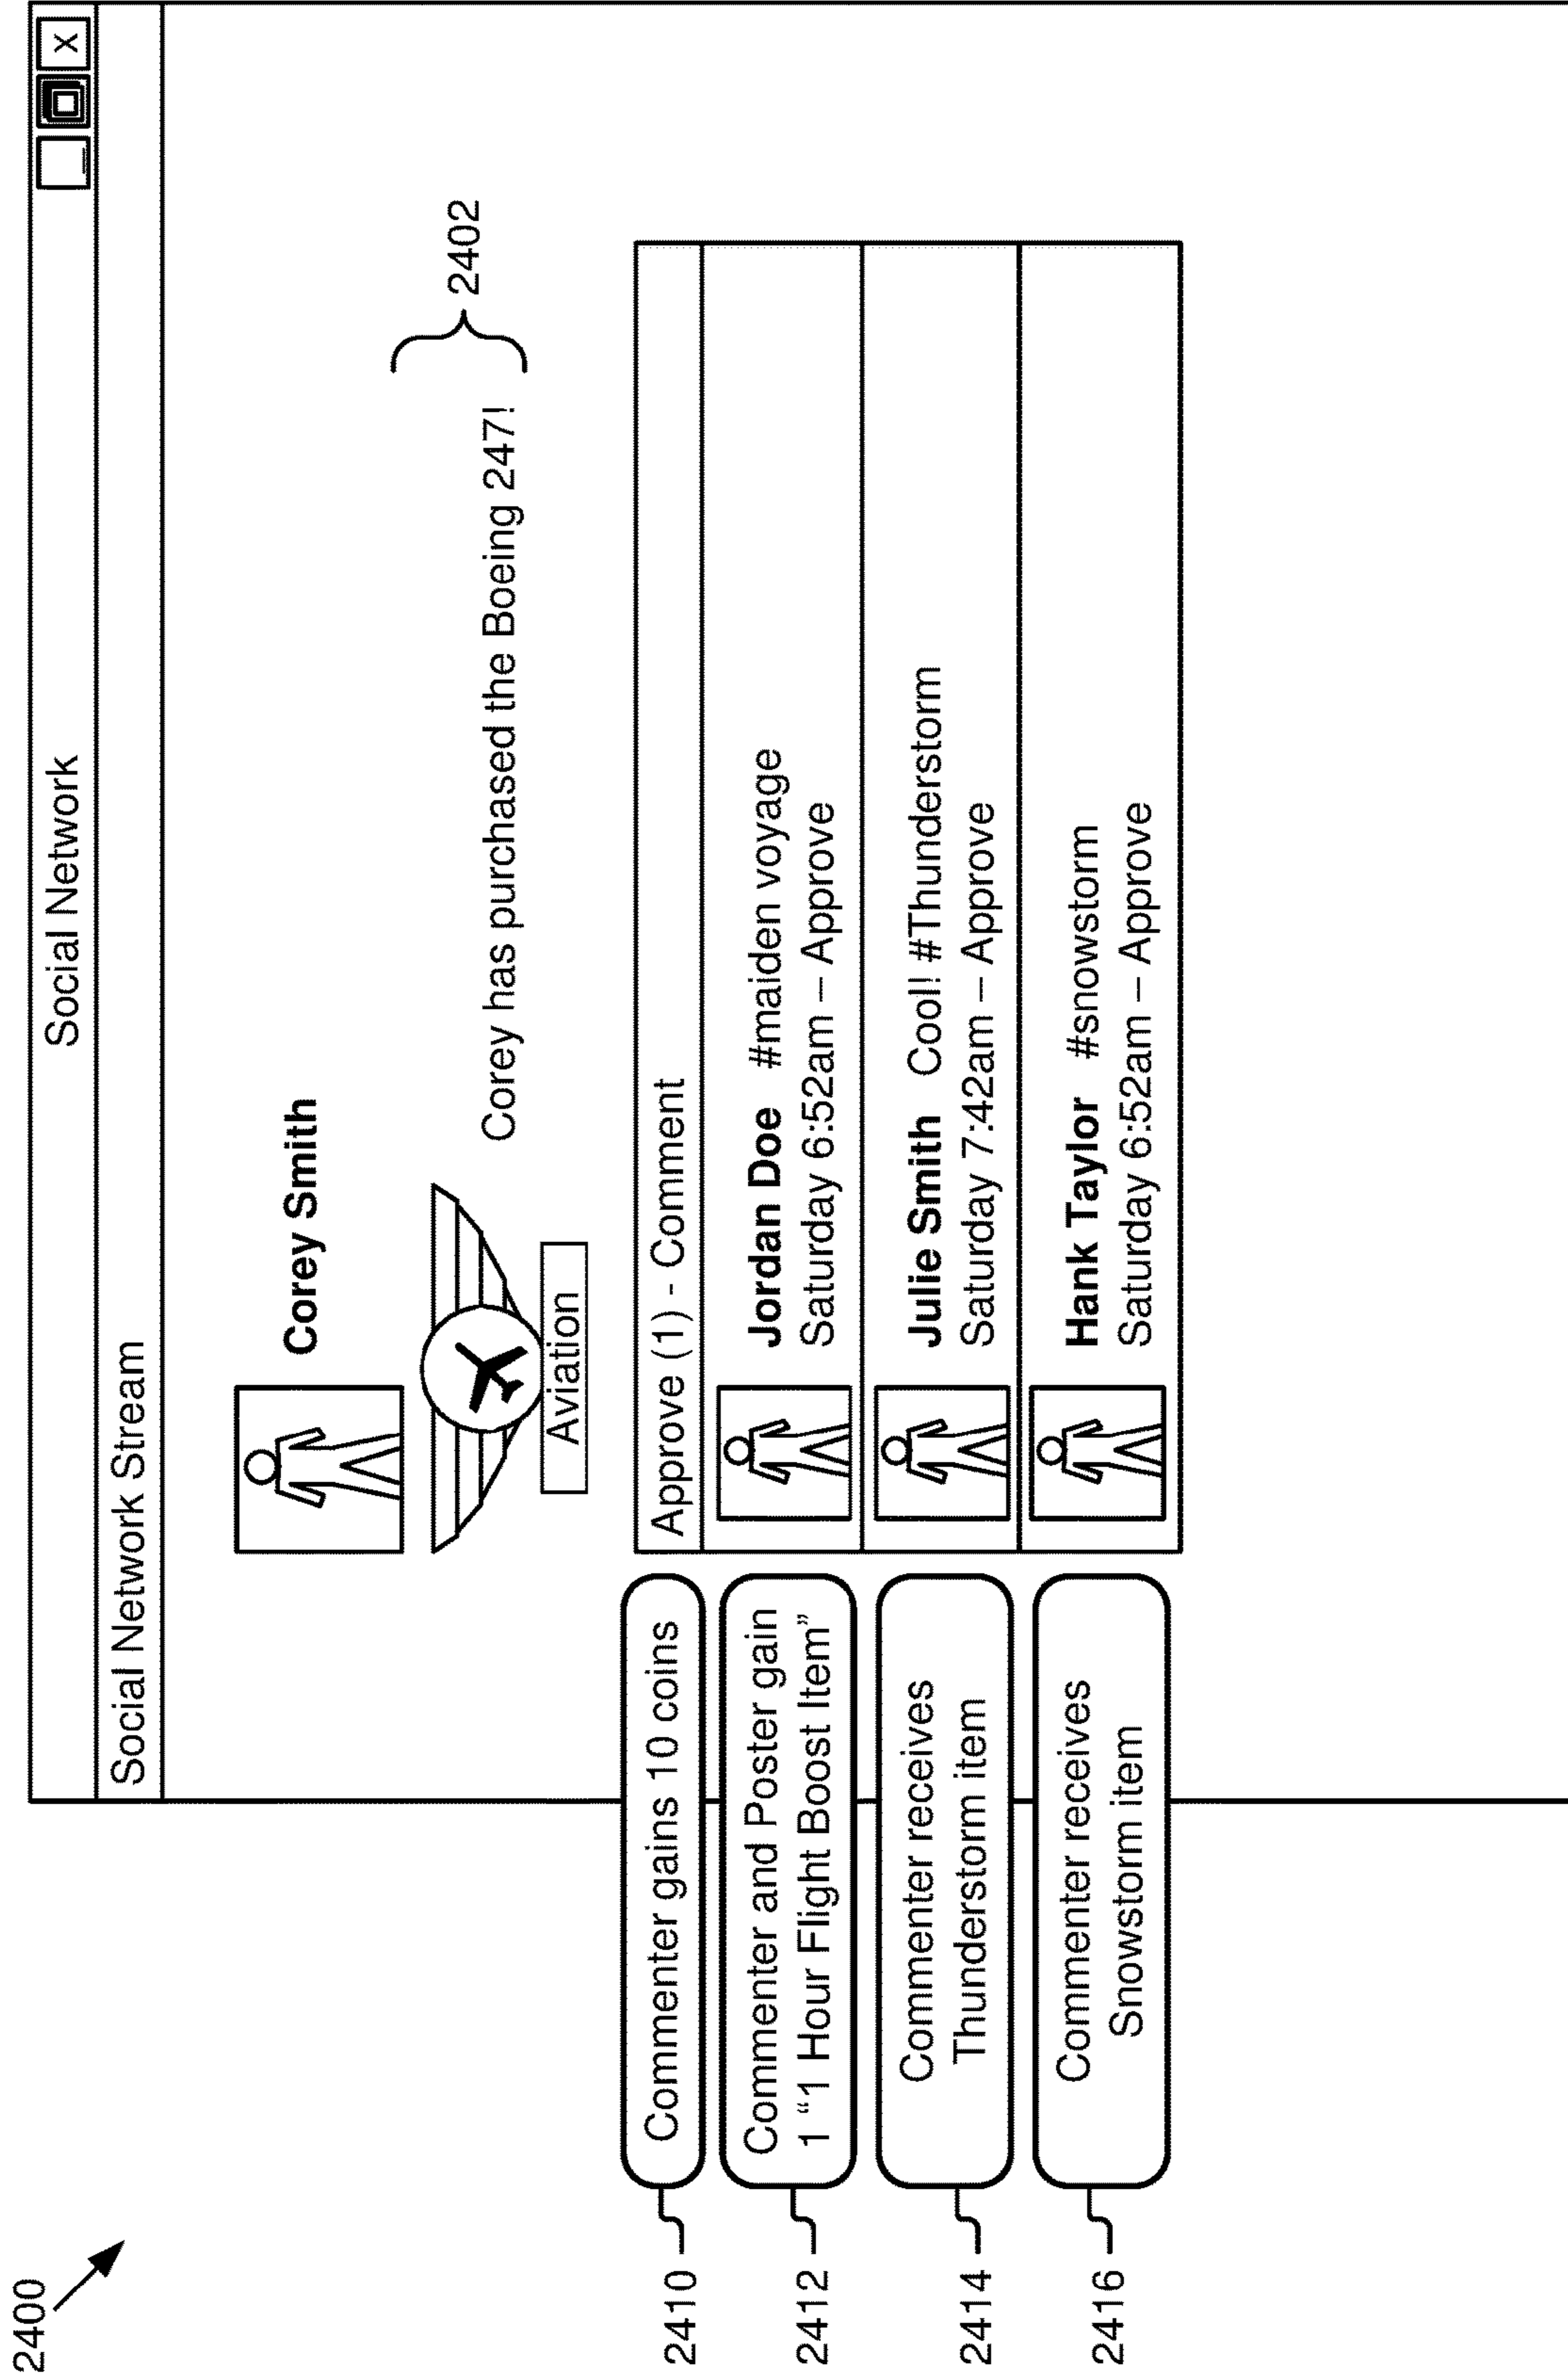 2400
Social Network
_ X
Social Network Stream
Corey Smith
Corey has purchased the Boeing 247!
2402
Aviation
2410
Commenter gains 10 coins
Approve (1) - Comment
2412
Commenter and Poster gain
1 “1 Hour Flight Boost Item”
Jordan Doe #maiden voyage
Saturday 6:52am – Approve
2414
Commenter receives
Thunderstorm item
Julie Smith Cool! #Thunderstorm
Saturday 7:42am – Approve
2416
Commenter receives
Snowstorm item
Hank Taylor #snowstorm
Saturday 6:52am – Approve